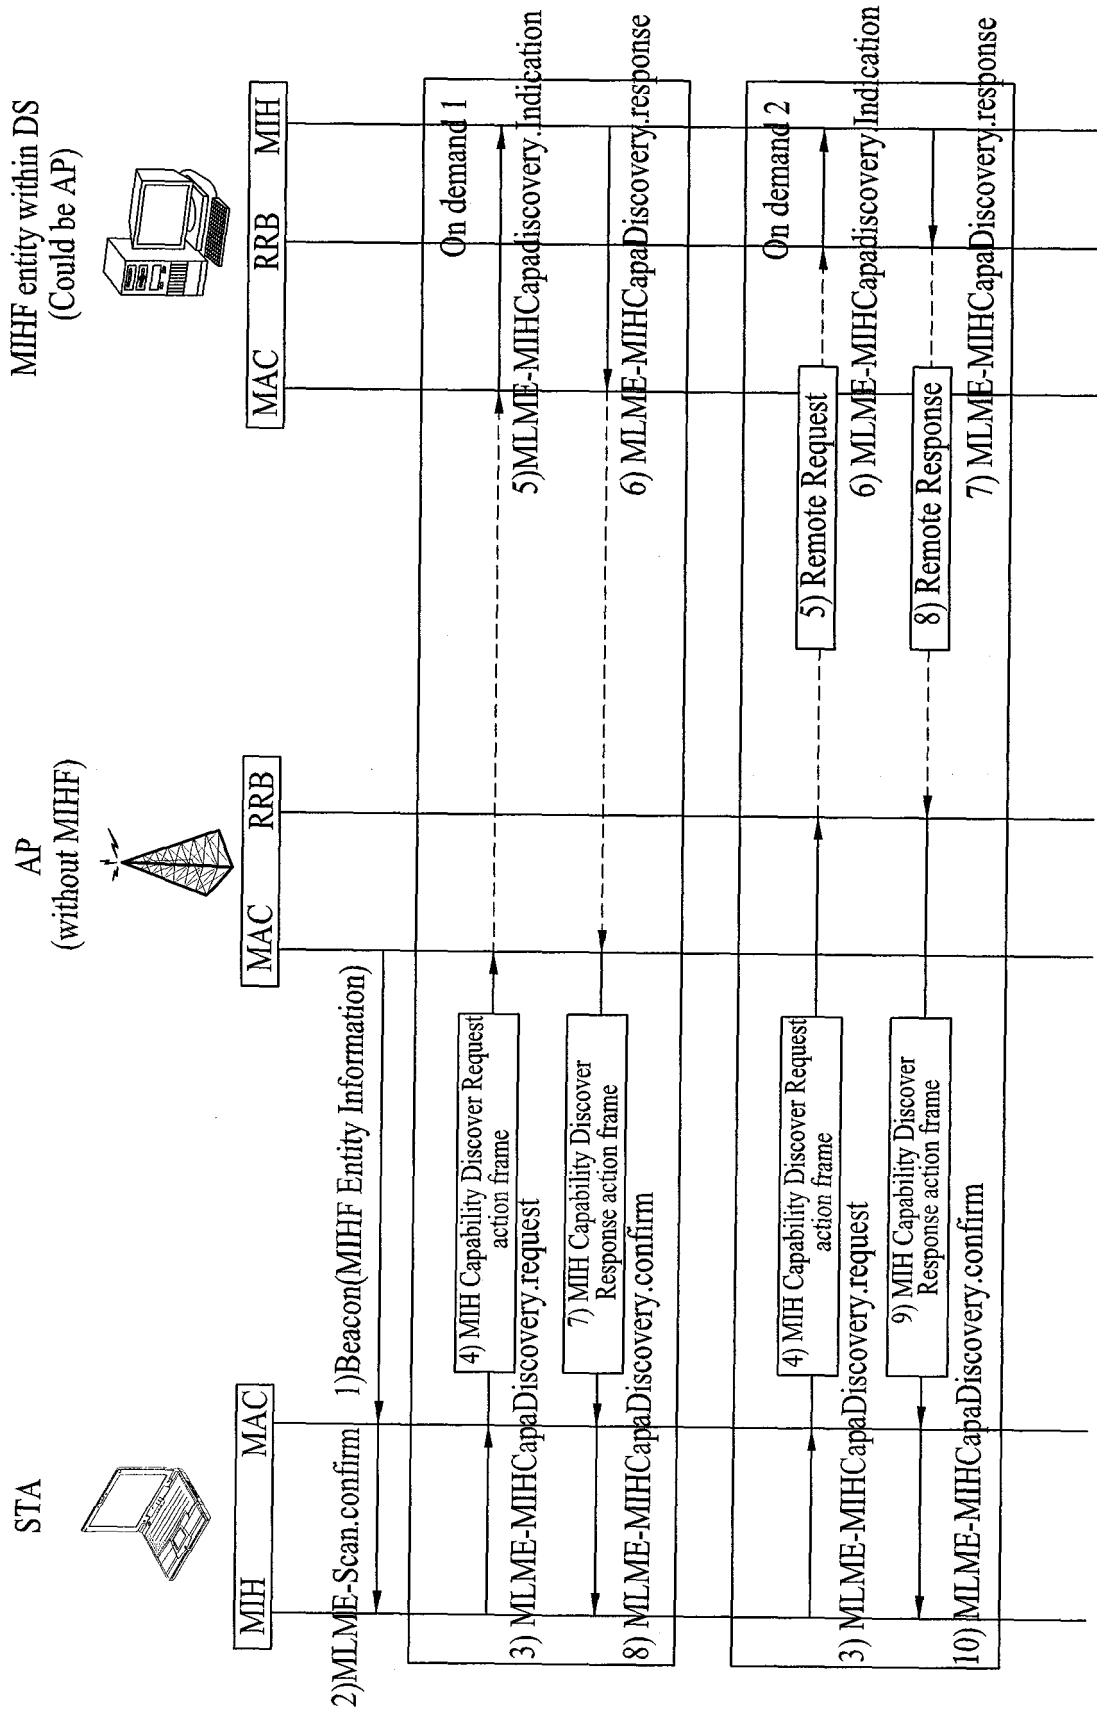 STA
AP
(without MIHF)
MIHF entity within DS
(Could be AP)
MIH
MAC
MAC
RRB
MAC
RRB
MIH
1)Beacon(MIHF Entity Information)
2)MLME-Scan.confirm
On demand 1
3) MLME-MIHCapaDiscovery.request
4) MIH Capability Discover Request
action frame
5)MLME-MIHCapadiscovery.Indication
6) MLME-MIHCapaDiscovery.response
7) MIH Capability Discover
Response action frame
8) MLME-MIHCapaDiscovery.confirm
On demand 2
3) MLME-MIHCapaDiscovery.request
4) MIH Capability Discover Request
action frame
5) Remote Request
6) MLME-MIHCapadiscovery.Indication
7) MLME-MIHCapaDiscovery.response
8) Remote Response
9) MIH Capability Discover
Response action frame
10) MLME-MIHCapaDiscovery.confirm